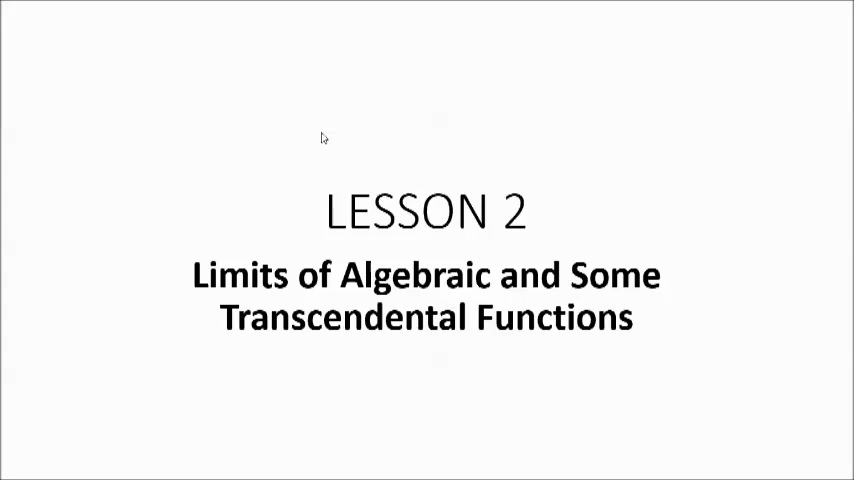 LESSON 2
Limits of Algebraic and Some
Transcendental Functions